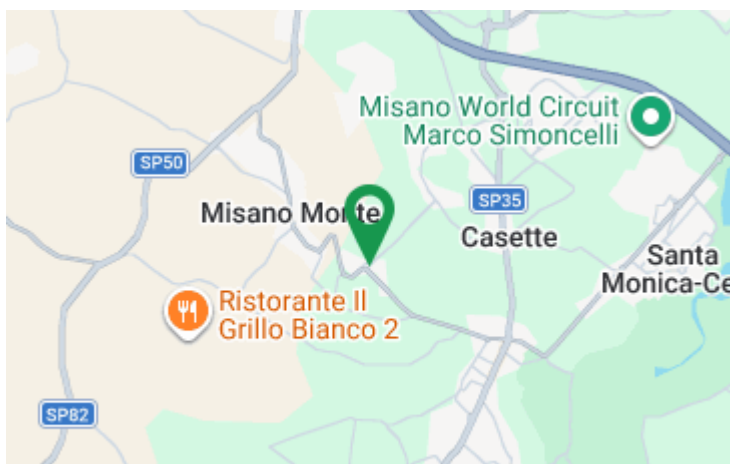 Misano World Circuit
Marco Simoncelli
SP50
SP35
Misano Monte
Casette
Santa
Monica-Ce
Ristorante Il
Grillo Bianco 2
SP82